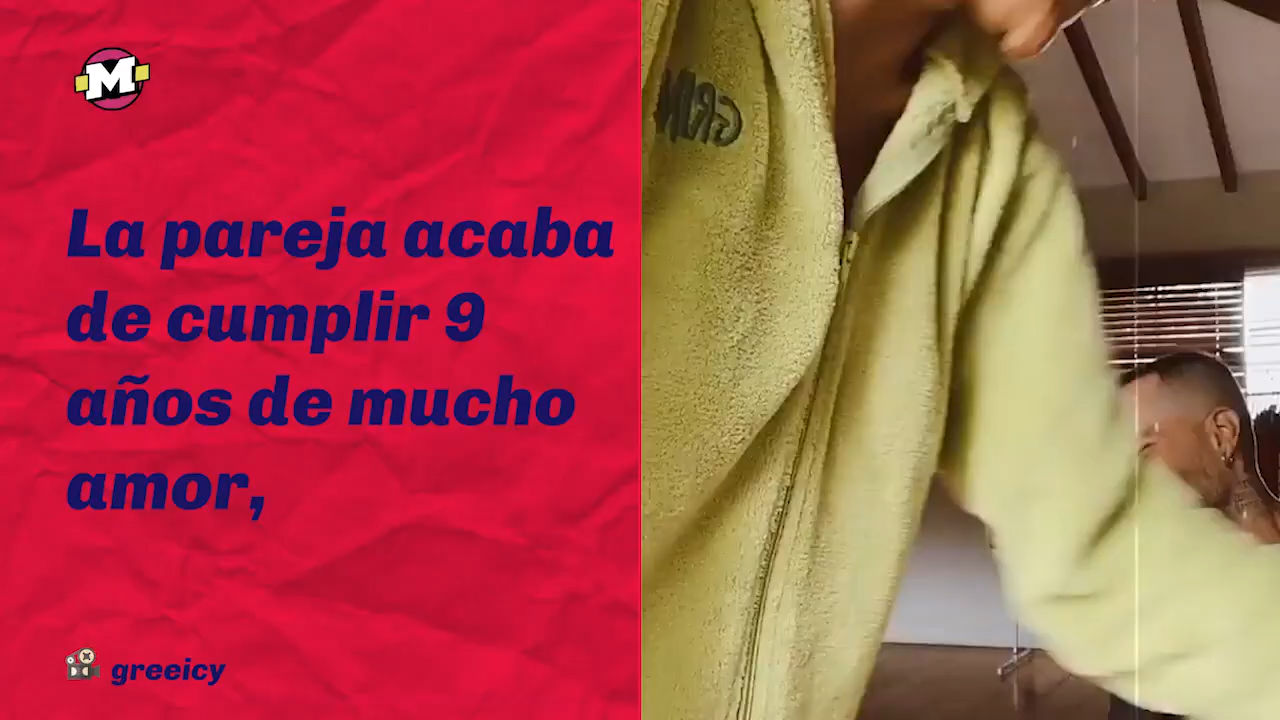 M
La pareja acaba
de cumplir 9
años de mucho
amor,
greeicy